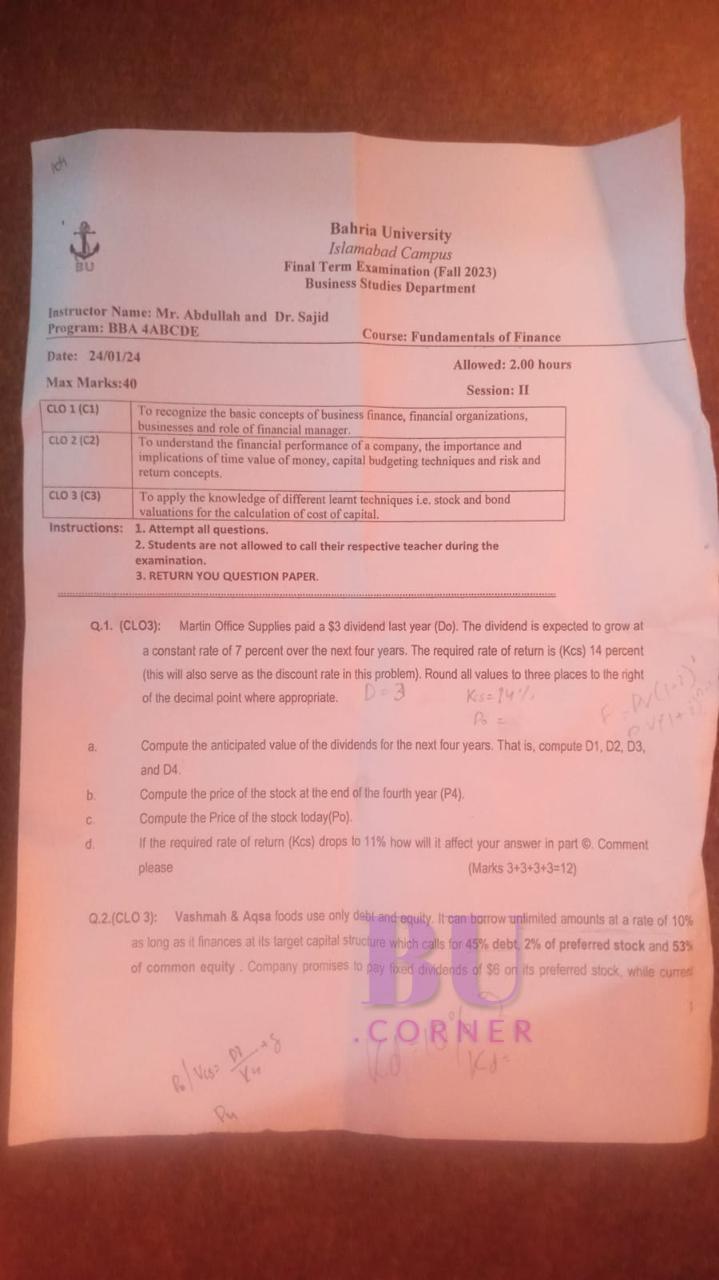 BU
Bahria University
Islamabad Campus
Final Term Examination (Fall 2023)
Business Studies Department
Instructor Name: Mr. Abdullah and Dr. Sajid
Program: BBA 4ABCDE
Course: Fundamentals of Finance
Date: 24/01/24
Allowed: 2.00 hours
Max Marks:40
Session: II
CLO 1 (C1) To recognize the basic concepts of business finance, financial organizations,
businesses and role of financial manager.
CLO 2 (C2) To understand the financial performance of a company, the importance and
implications of time value of money, capital budgeting techniques and risk and
return concepts.
CLO 3 (C3) To apply the knowledge of different learnt techniques i.e. stock and bond
valuations for the calculation of cost of capital.
Instructions: 1. Attempt all questions.
2. Students are not allowed to call their respective teacher during the
examination.
3. RETURN YOU QUESTION PAPER.
Q.1. (CLO3): Martin Office Supplies paid a $3 dividend last year (Do). The dividend is expected to grow at
a constant rate of 7 percent over the next four years. The required rate of return is (Kcs) 14 percent
(this will also serve as the discount rate in this problem). Round all values to three places to the right
of the decimal point where appropriate. D = 3 Kcs = 14%
Po =
a. Compute the anticipated value of the dividends for the next four years. That is, compute D1, D2, D3,
and D4.
b. Compute the price of the stock at the end of the fourth year (P4).
c. Compute the Price of the stock today(Po).
d. If the required rate of return (Kcs) drops to 11% how will it affect your answer in part ©. Comment
please (Marks 3+3+3+3=12)
Q.2.(CLO 3): Vashmah & Aqsa foods use only debt and equity. It can borrow unlimited amounts at a rate of 10%
as long as it finances at its target capital structure which calls for 45% debt, 2% of preferred stock and 53%
of common equity . Company promises to pay fixed dividends of $6 on its preferred stock, while current
1
BU
.CORNER
Kd =